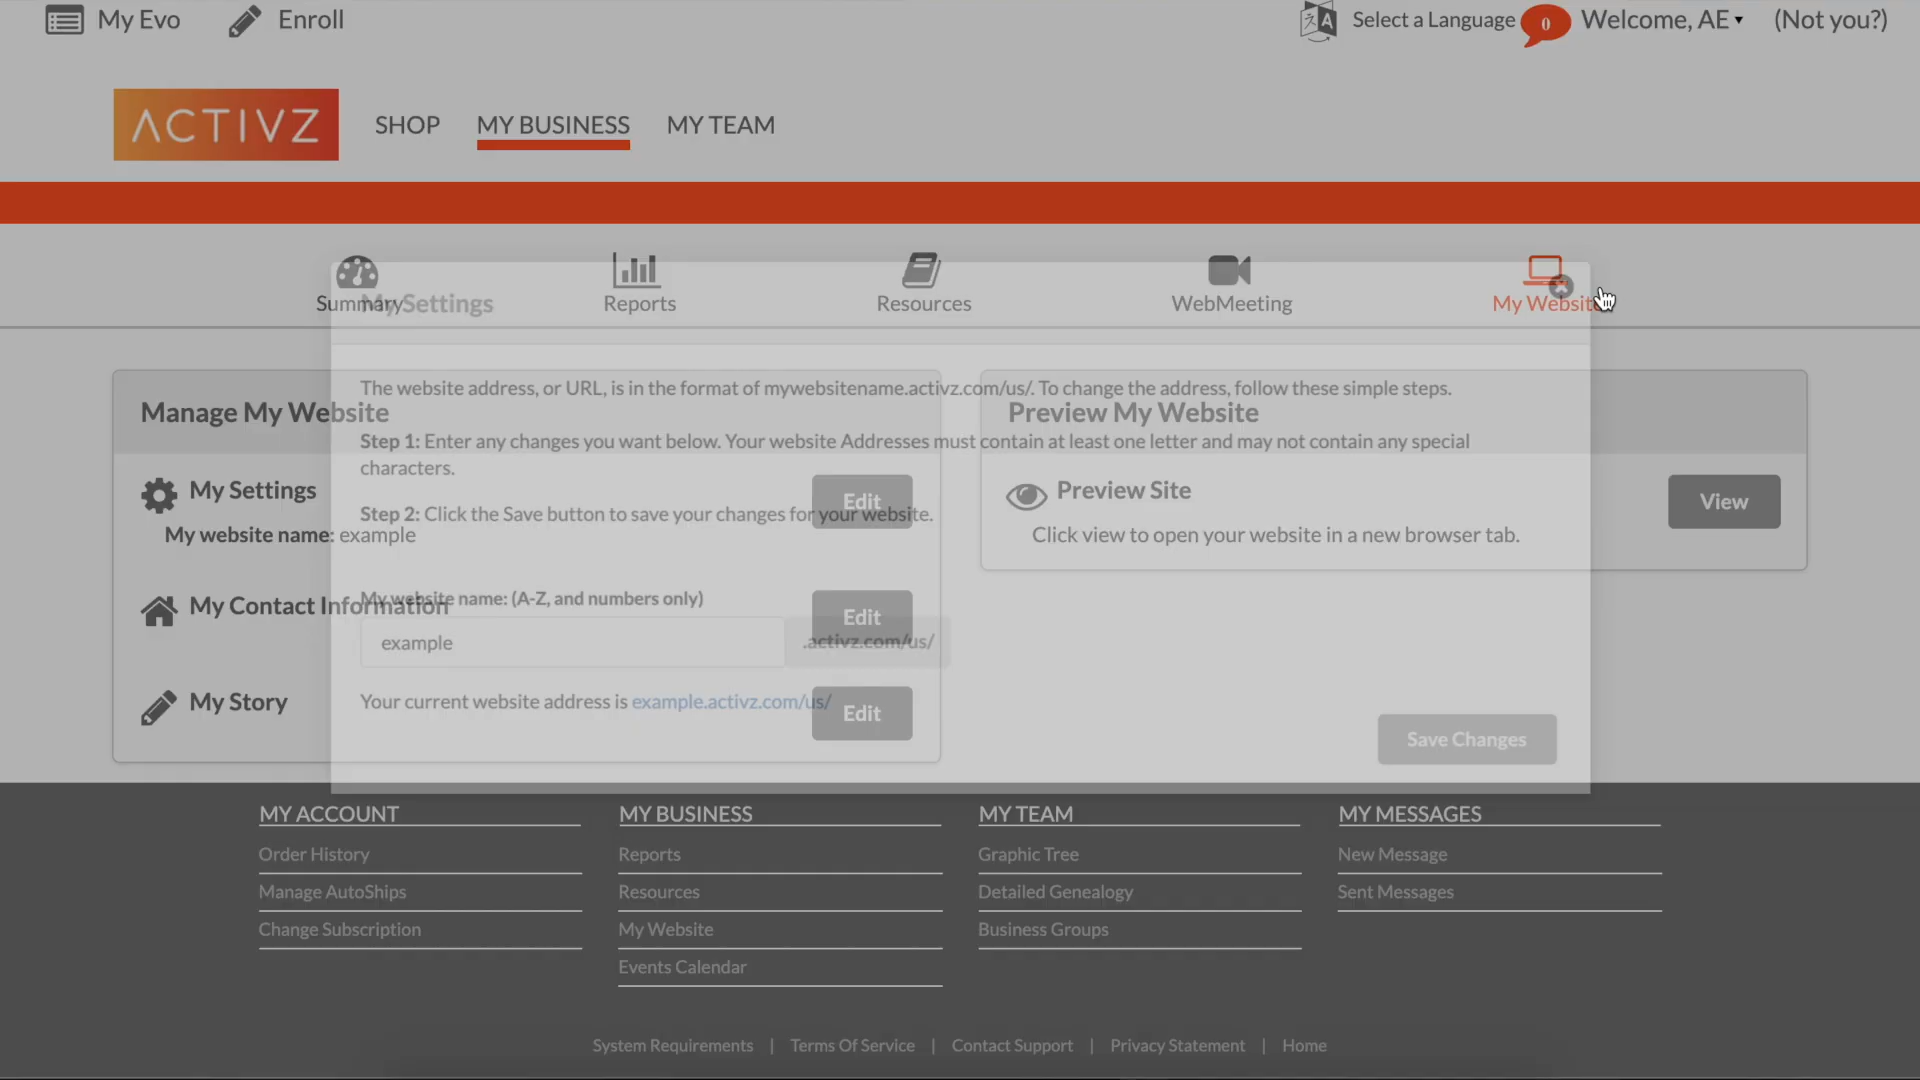 My Evo
Enroll
Select a Language
0
Welcome, AE
(Not you?)
ACTIVZ
SHOP
MY BUSINESS
MY TEAM
Summary
Reports
Resources
WebMeeting
My Website
My Settings
The website address, or URL, is in the format of mywebsitename.activz.com/us/. To change the address, follow these simple steps.
Step 1: Enter any changes you want below. Your website Addresses must contain at least one letter and may not contain any special
characters.
Step 2: Click the Save button to save your changes for your website.
My website name: (A-Z, and numbers only)
example
.activz.com/us/
Your current website address is example.activz.com/us/
Save Changes
Manage My Website
My Settings
Edit
My website name: example
My Contact Information
Edit
My Story
Edit
Preview My Website
Preview Site
View
Click view to open your website in a new browser tab.
MY ACCOUNT
Order History
Manage AutoShips
Change Subscription
MY BUSINESS
Reports
Resources
My Website
Events Calendar
MY TEAM
Graphic Tree
Detailed Genealogy
Business Groups
MY MESSAGES
New Message
Sent Messages
System Requirements | Terms Of Service | Contact Support | Privacy Statement | Home